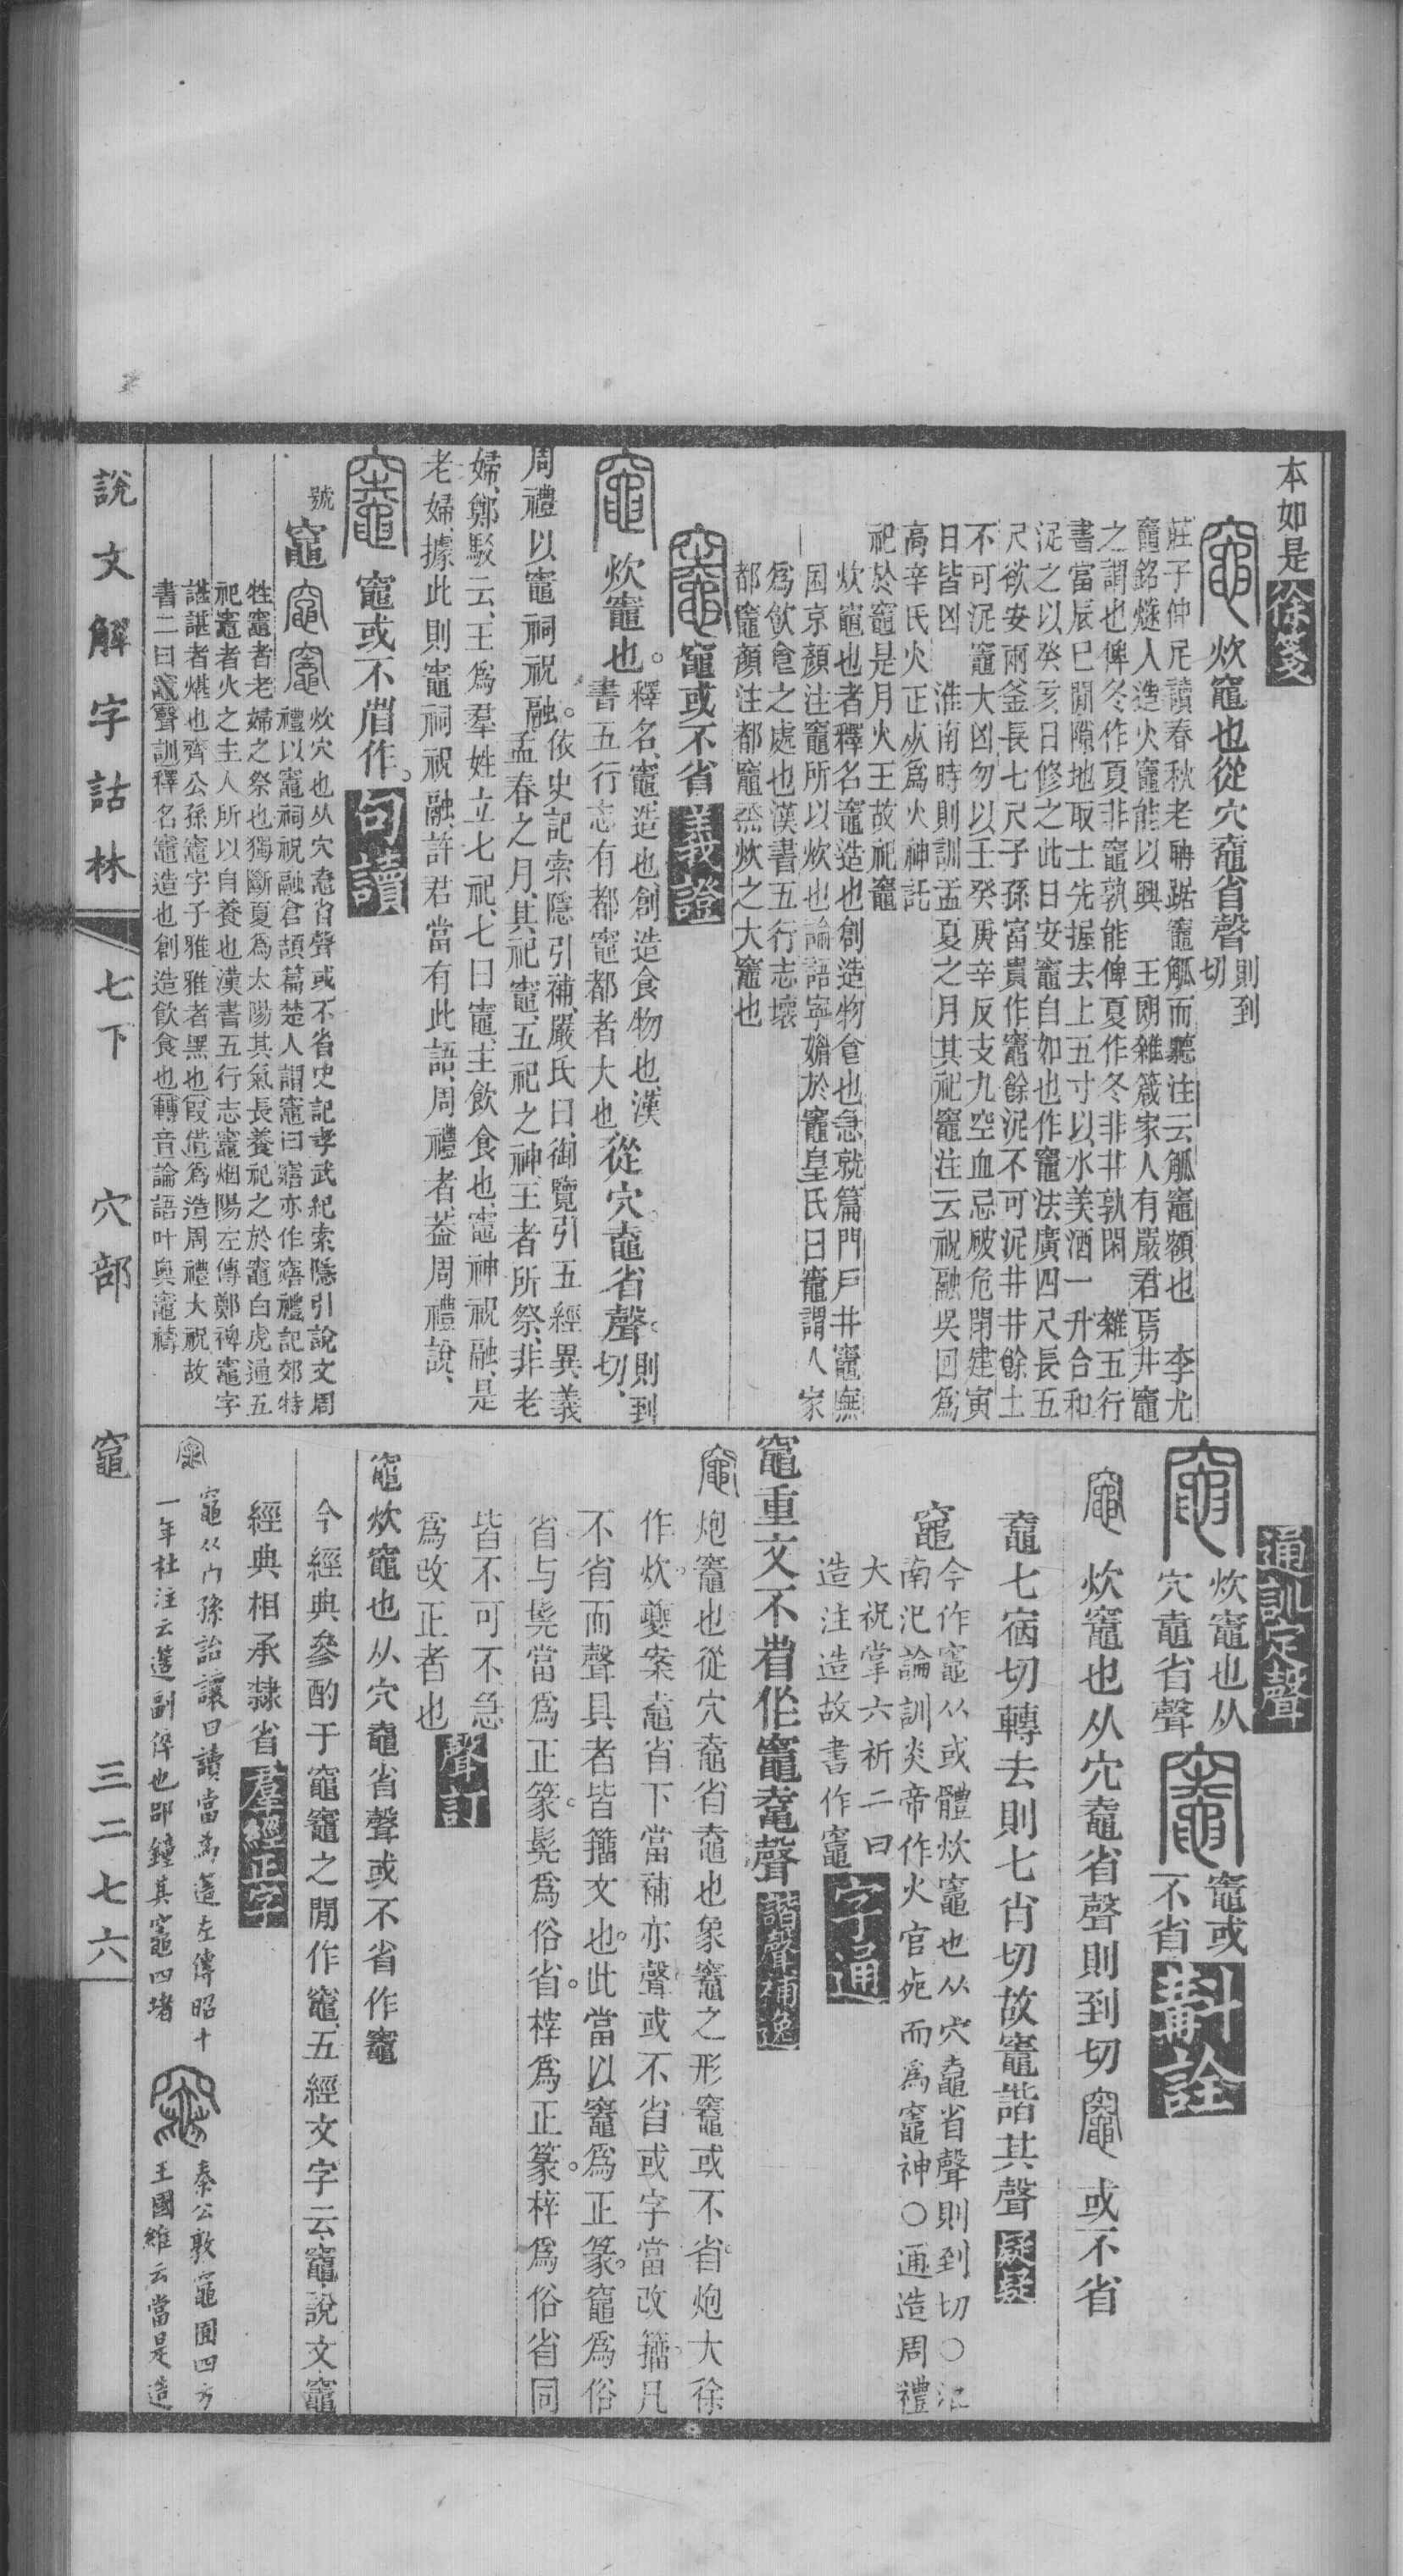 本如是徐箋
竈炊竈也從穴鼀省聲則到切
莊子仲尼讀春秋老聃踞竈觚而聽注云觚竈額也　李尤
竈銘燧人造火竈能以興　王朗雜箴家人有嚴君焉井竈
之謂也俾冬作夏非竈孰能俾夏作冬非井孰閑　雜五行
書當辰巳閒隙地取土先握去上五寸以水美酒一升合和
泥之以癸亥日修之此日安竈自如也作竈法廣四尺長五
尺欲安兩釜長七尺子孫富貴作竈餘泥不可泥井井餘土
不可泥竈大凶勿以壬癸庚辛反支九空血忌破危閉建寅
日皆凶　淮南時則訓孟夏之月其祀竈注云祝融吳回爲
高辛氏火正死爲火神託
祀於竈是月火王故祀竈
炊竈也者釋名竈造也創造物食也急就篇門戶井竈廡
囷京顏注竈所以炊也論語寧媚於竈皇氏曰竈謂人家
爲飲食之處也漢書五行志壞
都竈顏注都竈烝炊之大竈也
竈或不省義證
竈炊竈也。釋名、竈造也創造食物也、漢書五行志有都竈都者大也從穴。鼀省聲。則到切、
周禮以竈祠祝融。依史記索隱引補、嚴氏曰、御覽引五經異義
孟春之月、其祀竈、五祀之神、王者所祭、非老
婦、鄭駁云、王爲羣姓立七祀、七曰竈、主飲食也、竈神祝融、是
老婦、據此則竈祠祝融、許君當有此語、周禮者、葢周禮說、
竈或不省作。句讀
號竈炊穴也从穴鼀省聲或不省史記孝武紀索隱引說文周
禮以竈祠祝融倉頡篇楚人謂竈曰寤亦作寤禮記郊特
牲竈者老婦之祭也獨斷夏爲太陽其氣長養祀之於竈白虎通五
祀竈者火之主人所以自養也漢書五行志竈烟陽左傳鄭裨竈字
諶諶者煁也齊公孫竈字子雅雅者黑也叚借爲造周禮大祝故
書二曰竈聲訓釋名竈造也創造飲食也轉音論語叶奧竈禱
通訓定聲
炊竈也从穴鼀省聲竈或不省斠詮
竈炊竈也从穴鼀省聲則到切竈或不省
鼀七宿切轉去則七肖切故竈諧其聲疑疑
竈今作竈从或體炊竈也从穴鼀省聲則到切○氾
南氾論訓炎帝作火官死而爲竈神○通造周禮
大祝掌六祈二曰
造注造故書作竈字通
竈重文不省作竈鼀聲諧聲補逸
竈炮竈也從穴鼀省鼀也象竈之形竈或不省。炮大徐
作炊。夔案鼀省下當補亦聲或不省或字當改籒。凡
不省而聲具者皆籒文也。此當以竈爲正篆。竈爲俗
省。与髡當爲正篆。髡爲俗省。梓爲正篆。梓爲俗省同
皆不可不急
爲改正者也聲訂
竈炊竈也从穴鼀省聲或不省作竈
今經典參酌于竈竈之閒作竈、五經文字云竈說文竈
經典相承隸省羣經正字
竈从穴孫詒讓曰讀當爲簉左傳昭十
一年杜注云簉副倅也卽鐘其竈四堵
秦公敦竈囿四方
王國維云當是造
說文解字詁林　七下　穴部　竈　三二七六